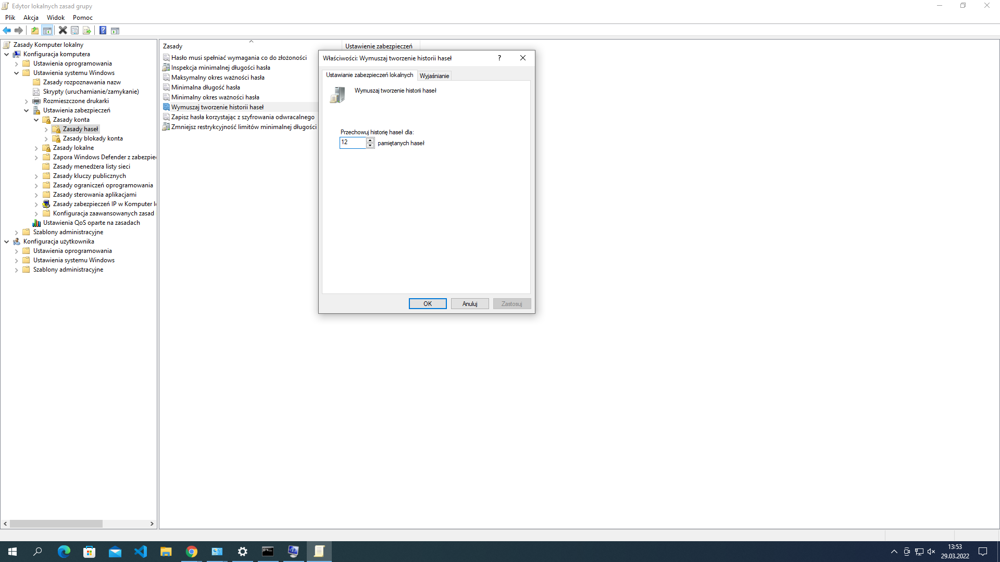 Edytor lokalnych zasad grupy
Plik Akcja Widok Pomoc
Zasady Komputer lokalny
Konfiguracja komputera
Ustawienia oprogramowania
Ustawienia systemu Windows
Zasady rozpoznawania nazw
Skrypty (uruchamianie/zamykanie)
Rozmieszczone drukarki
Ustawienia zabezpieczeń
Zasady konta
Zasady haseł
Zasady blokady konta
Zasady lokalne
Zapora Windows Defender z zabezpie
Zasady menedżera listy sieci
Zasady kluczy publicznych
Zasady ograniczeń oprogramowania
Zasady sterowania aplikacjami
Zasady zabezpieczeń IP w Komputer l
Konfiguracja zaawansowanych zasad
Ustawienia QoS oparte na zasadach
Szablony administracyjne
Konfiguracja użytkownika
Ustawienia oprogramowania
Ustawienia systemu Windows
Szablony administracyjne
Zasady Ustawienie zabezpieczeń
Hasło musi spełniać wymagania co do złożoności
Inspekcja minimalnej długości hasła
Maksymalny okres ważności hasła
Minimalna długość hasła
Minimalny okres ważności hasła
Wymuszaj tworzenie historii haseł
Zapisz hasła korzystając z szyfrowania odwracalnego
Zmniejsz restrykcyjność limitów minimalnej długości
Właściwości: Wymuszaj tworzenie historii haseł ?
Ustawianie zabezpieczeń lokalnych Wyjaśnianie
Wymuszaj tworzenie historii haseł
Przechowuj historię haseł dla:
12 pamiętanych haseł
OK Anuluj Zastosuj
13:53
29.03.2022